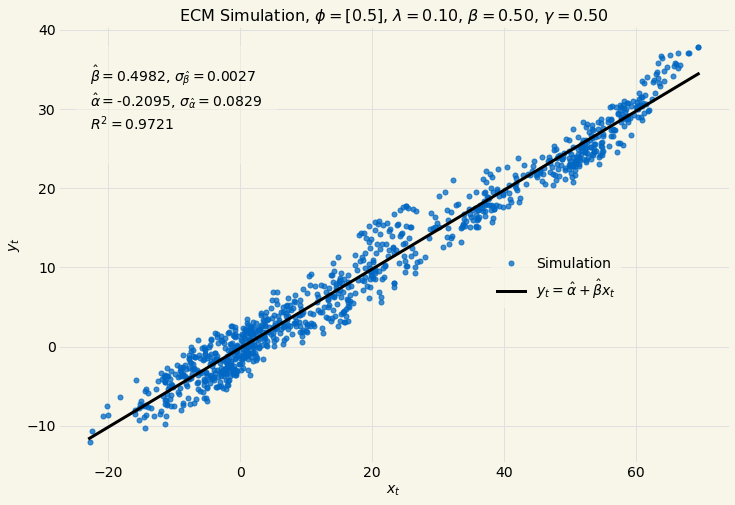 ECM Simulation, ϕ = [0.5], λ = 0.10, β = 0.50, γ = 0.50
40
30
20
10
0
−10
y_t
β̂ = 0.4982, σ_β̂ = 0.0027
α̂ = -0.2095, σ_α̂ = 0.0829
R² = 0.9721
Simulation
y_t = α̂ + β̂x_t
−20
0
20
40
60
x_t